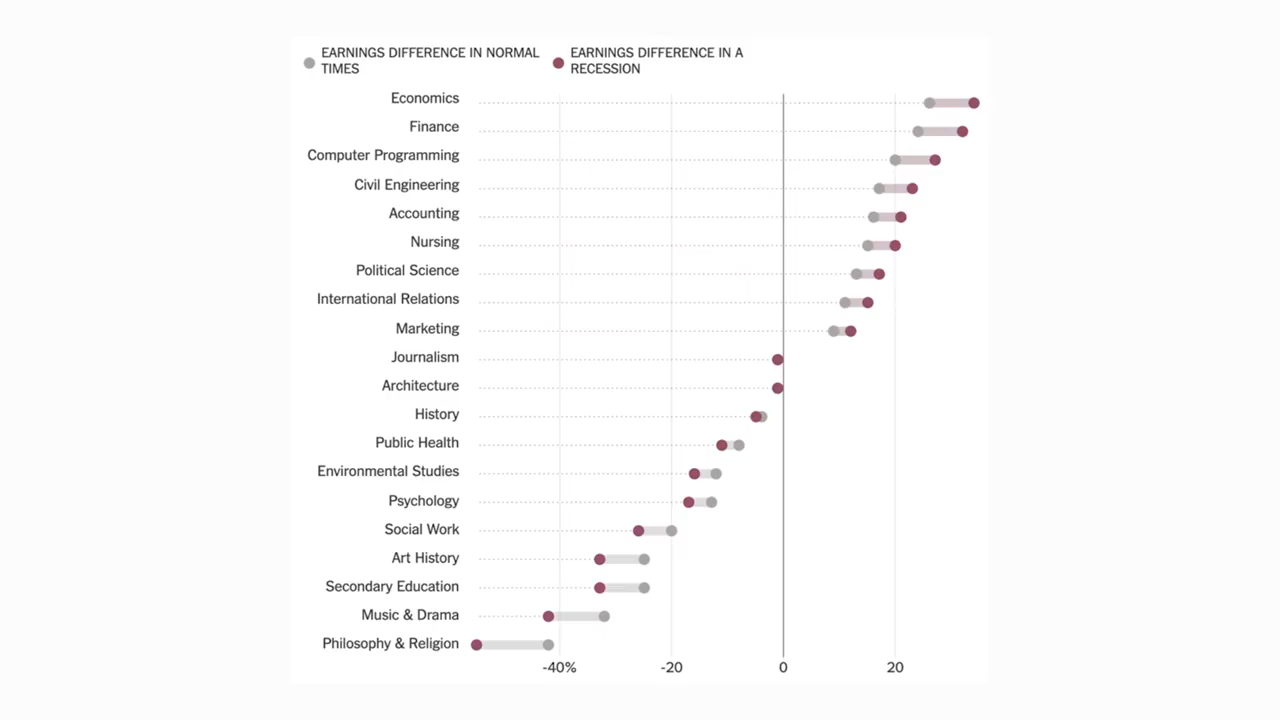 EARNINGS DIFFERENCE IN NORMAL
TIMES
EARNINGS DIFFERENCE IN A
RECESSION
Economics
Finance
Computer Programming
Civil Engineering
Accounting
Nursing
Political Science
International Relations
Marketing
Journalism
Architecture
History
Public Health
Environmental Studies
Psychology
Social Work
Art History
Secondary Education
Music & Drama
Philosophy & Religion
-40% -20 0 20